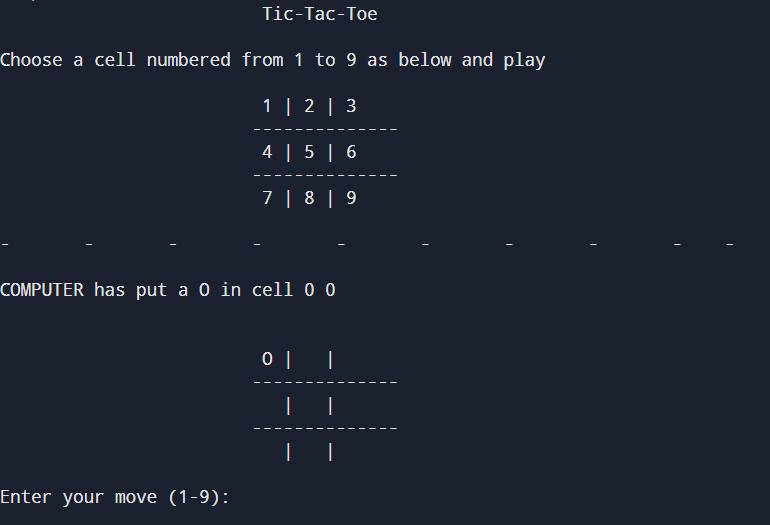 Tic-Tac-Toe
Choose a cell numbered from 1 to 9 as below and play
1 | 2 | 3
--------------
4 | 5 | 6
--------------
7 | 8 | 9
- - - - - - - - - -
COMPUTER has put a O in cell 0 0
O | |
--------------
| |
--------------
| |
Enter your move (1-9):